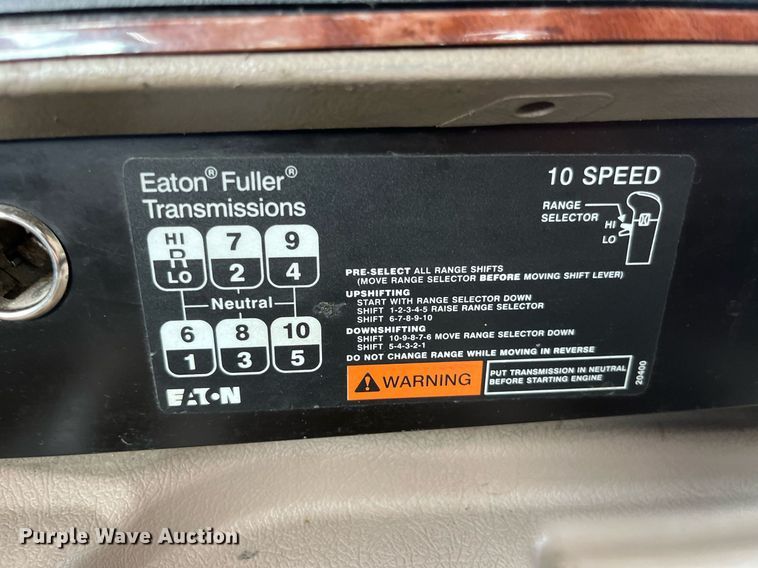 Eaton® Fuller®
Transmissions
10 SPEED
RANGE
SELECTOR
HI
LO
HI 7 9
R
LO 2 4
Neutral
6 8 10
1 3 5
EATON
PRE-SELECT ALL RANGE SHIFTS
(MOVE RANGE SELECTOR BEFORE MOVING SHIFT LEVER)
UPSHIFTING
START WITH RANGE SELECTOR DOWN
SHIFT 1-2-3-4-5 RAISE RANGE SELECTOR
SHIFT 6-7-8-9-10
DOWNSHIFTING
SHIFT 10-9-8-7-6 MOVE RANGE SELECTOR DOWN
SHIFT 5-4-3-2-1
DO NOT CHANGE RANGE WHILE MOVING IN REVERSE
WARNING
PUT TRANSMISSION IN NEUTRAL
BEFORE STARTING ENGINE
20400
Purple Wave Auction